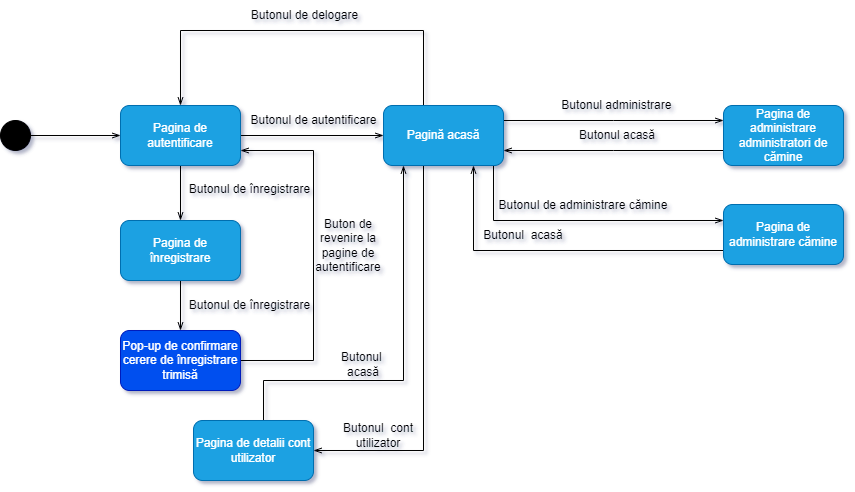 Butonul de delogare
Pagina de
autentificare
Butonul de autentificare
Pagină acasă
Butonul administrare
Butonul acasă
Pagina de
administrare
administratori de
cămine
Butonul de înregistrare
Butonul de administrare cămine
Butonul  acasă
Pagina de
administrare cămine
Pagina de
înregistrare
Buton de
revenire la
pagine de
autentificare
Butonul de înregistrare
Pop-up de confirmare
cerere de înregistrare
trimisă
Butonul
acasă
Butonul  cont
utilizator
Pagina de detalii cont
utilizator